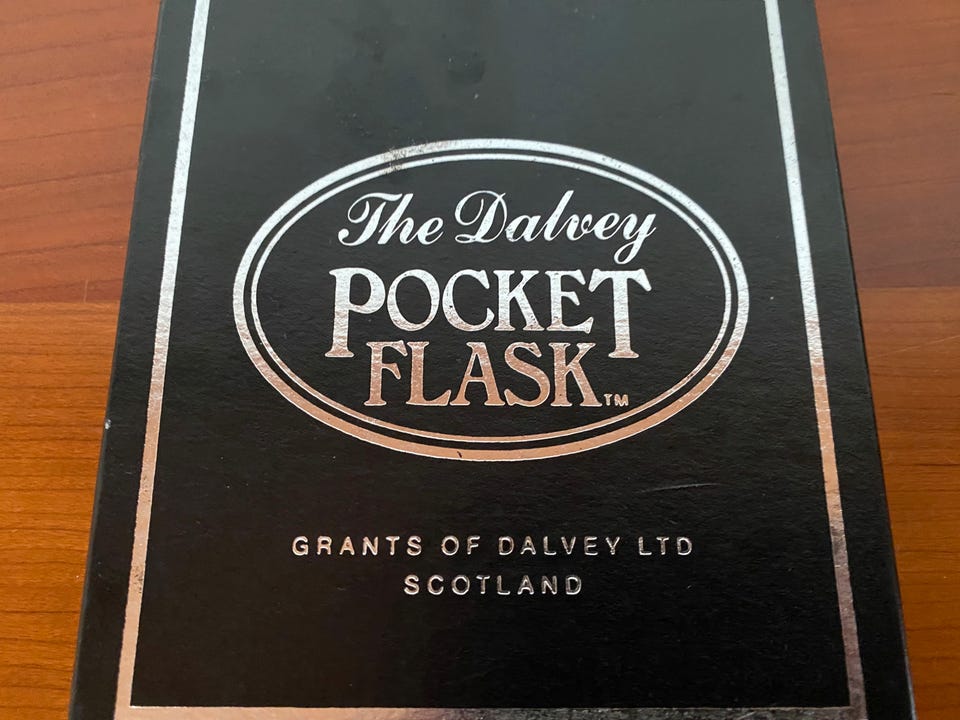 The Dalvey
POCKET
FLASK™
GRANTS OF DALVEY LTD
SCOTLAND